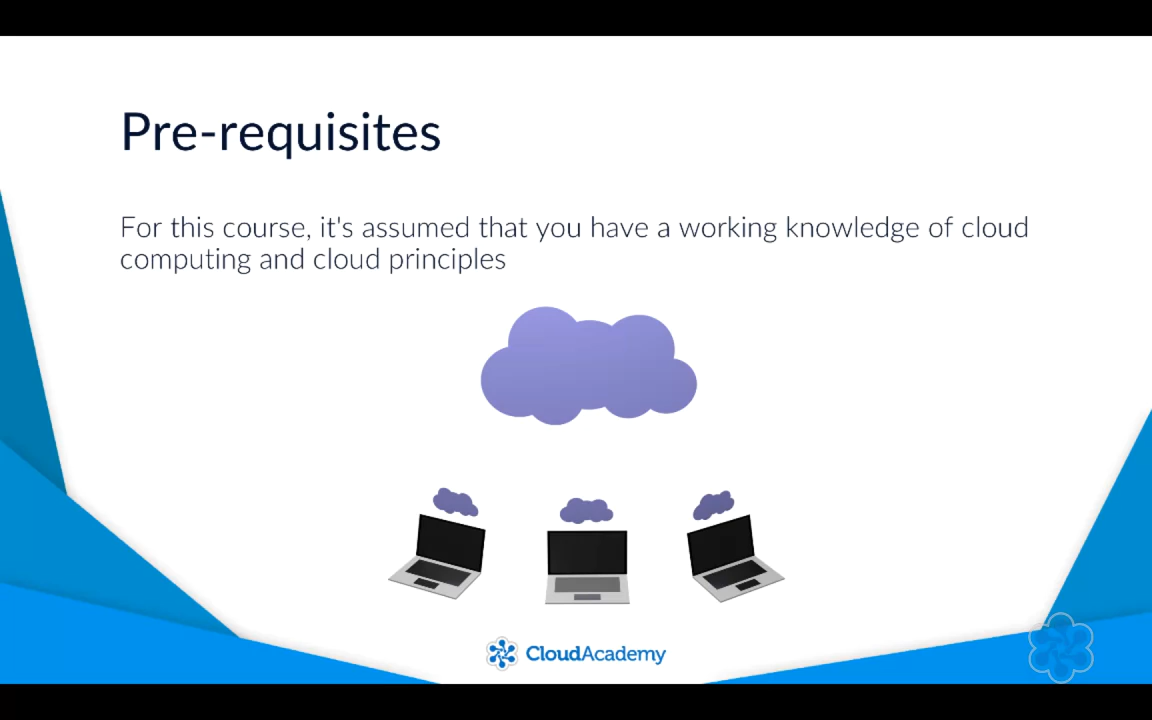 Pre-requisites
For this course, it's assumed that you have a working knowledge of cloud
computing and cloud principles
CloudAcademy